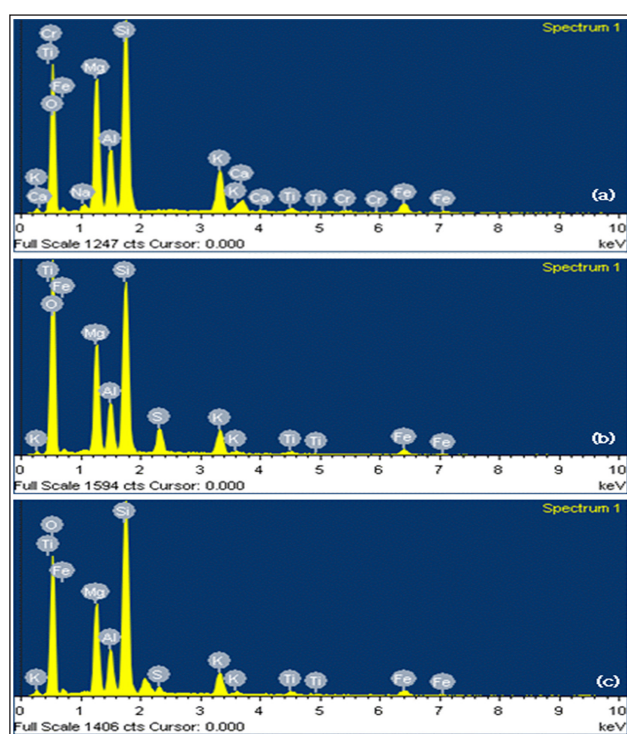 Spectrum 1
Cr
Si
Ti
Mg
Fe
O
Al
K
Ca
K
Na
K
Ca
Ca
Ti
Ti
Cr
Cr
Fe
Fe
(a)
0 1 2 3 4 5 6 7 8 9 10
Full Scale 1247 cts Cursor: 0.000 keV
Spectrum 1
Ti
Si
Fe
O
Mg
Al
S
K
K
K
Ti
Ti
Fe
Fe
(b)
0 1 2 3 4 5 6 7 8 9 10
Full Scale 1594 cts Cursor: 0.000 keV
Spectrum 1
Si
O
Ti
Fe
Mg
Al
K
K
S
K
Ti
Ti
Fe
Fe
(c)
0 1 2 3 4 5 6 7 8 9 10
Full Scale 1406 cts Cursor: 0.000 keV